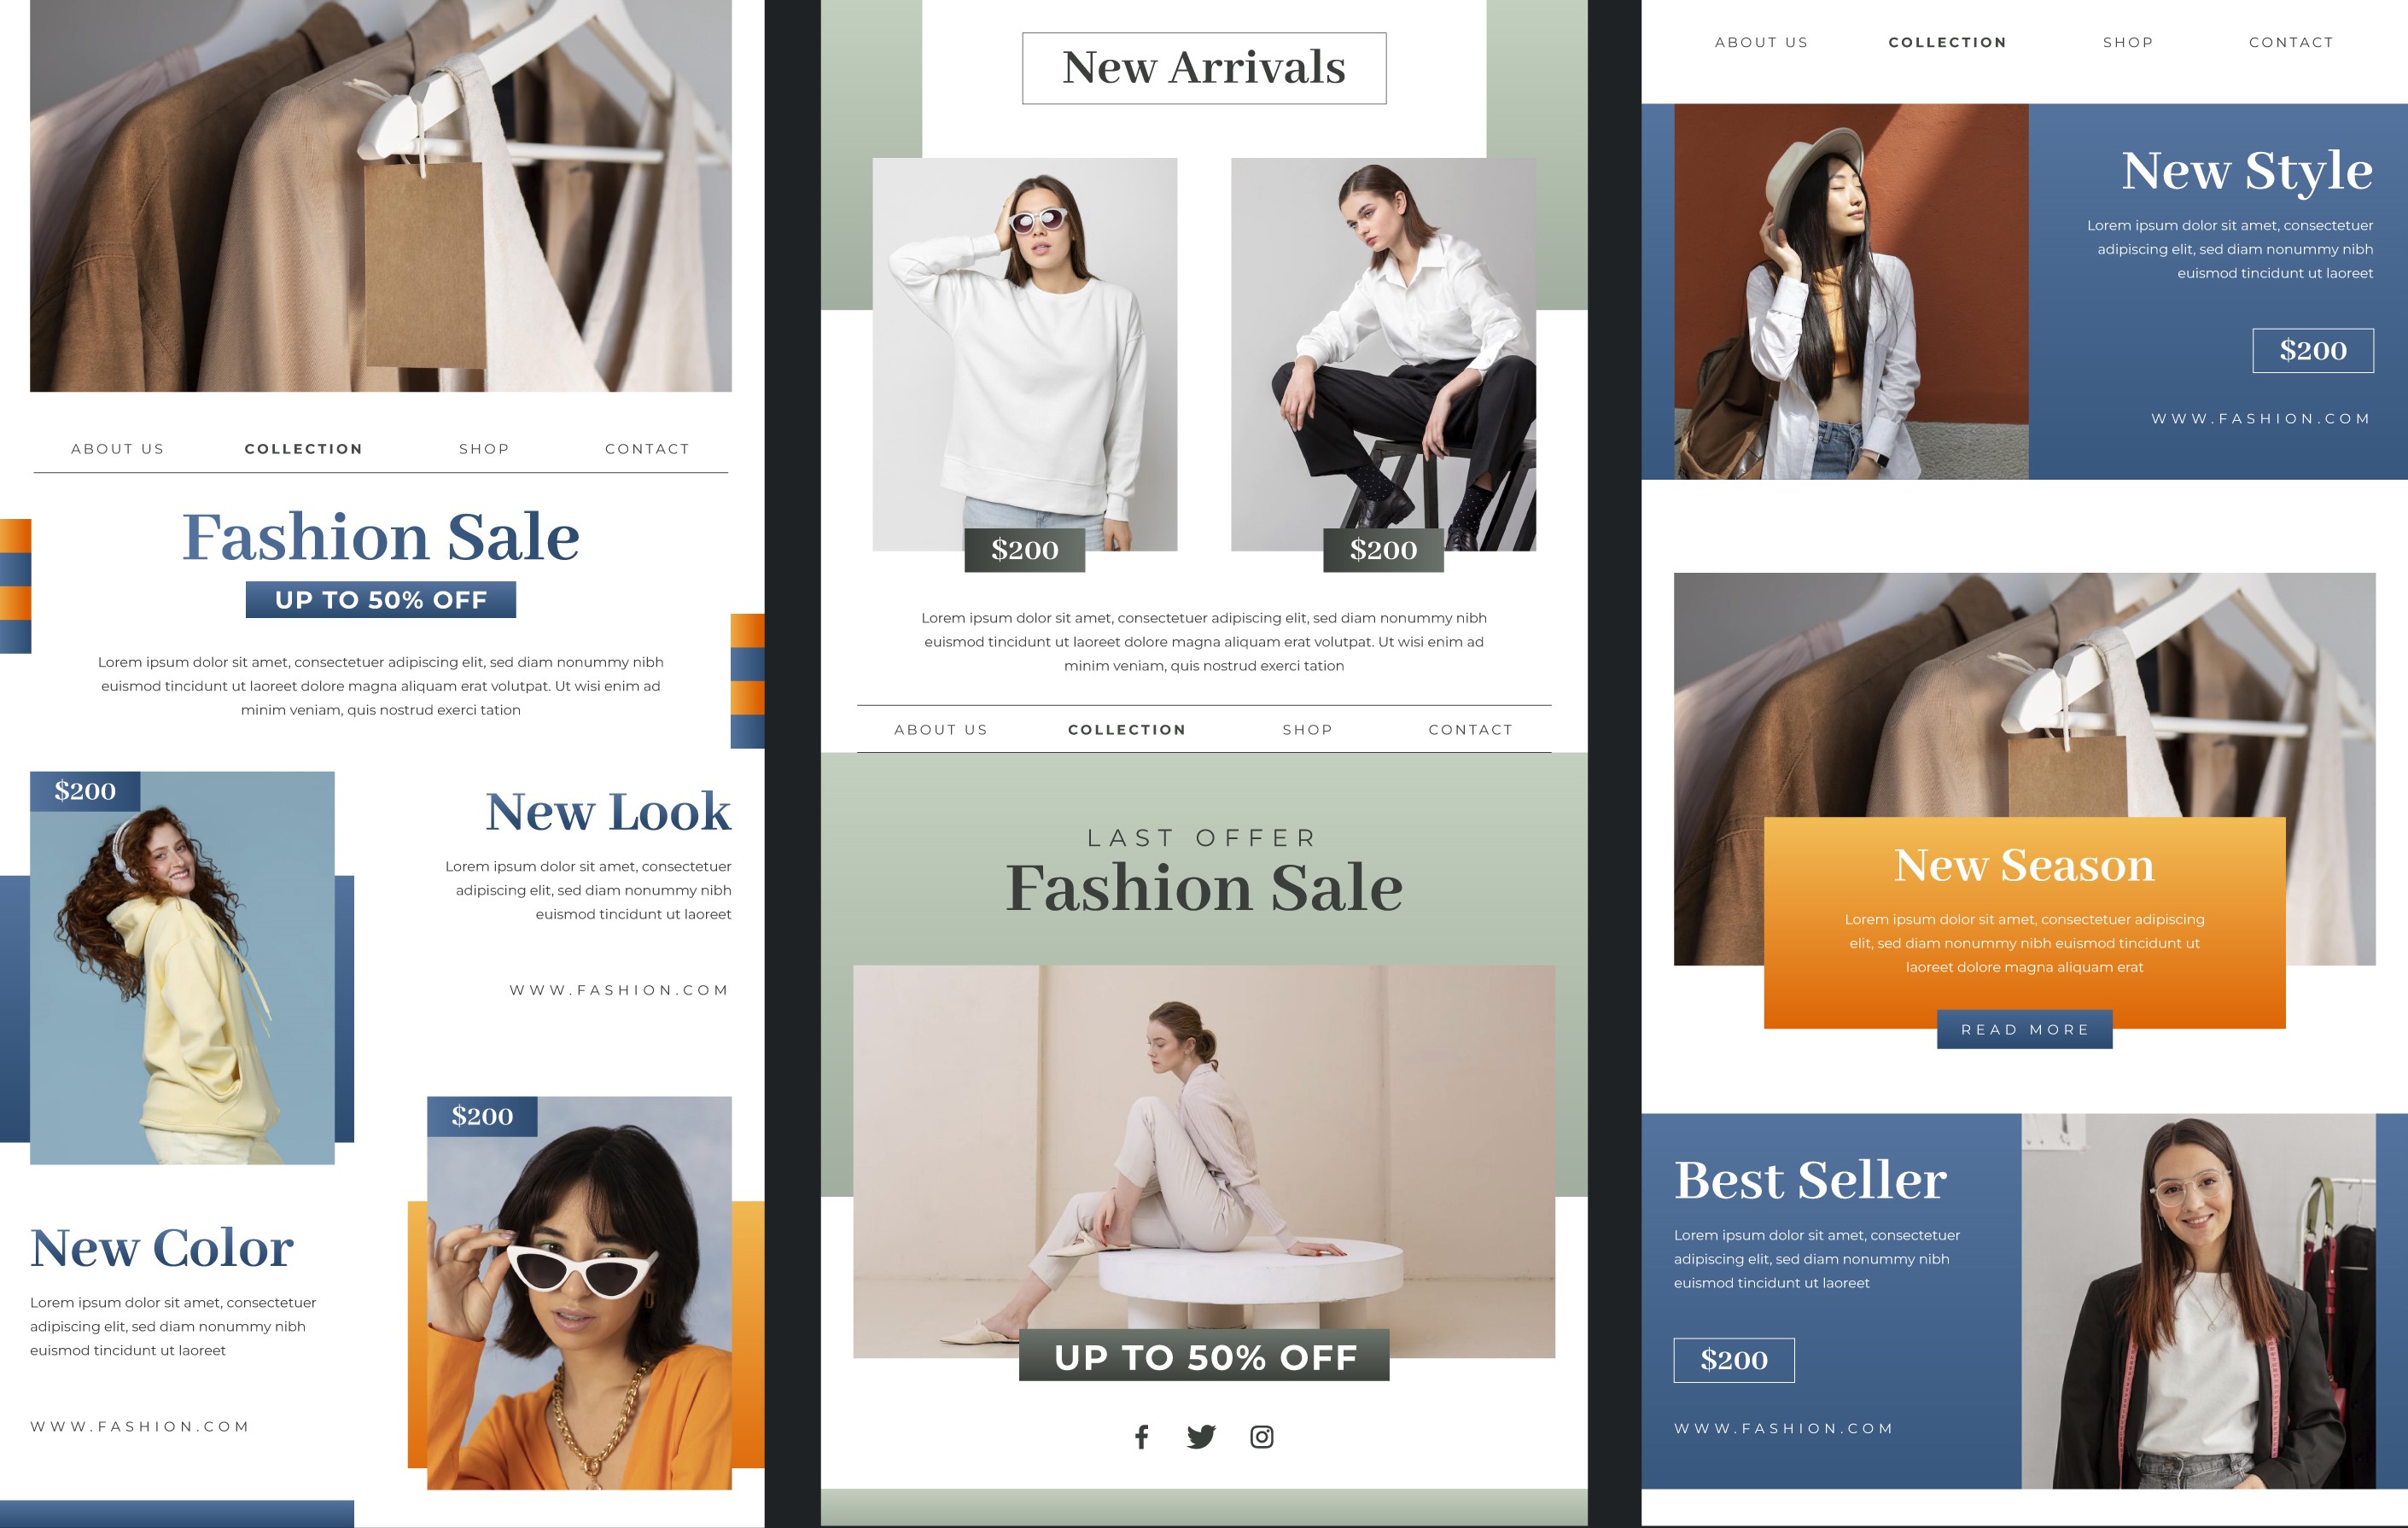 ABOUT US COLLECTION SHOP CONTACT
Fashion Sale
UP TO 50% OFF
Lorem ipsum dolor sit amet, consectetuer adipiscing elit, sed diam nonummy nibh
euismod tincidunt ut laoreet dolore magna aliquam erat volutpat. Ut wisi enim ad
minim veniam, quis nostrud exerci tation
$200
New Look
Lorem ipsum dolor sit amet, consectetuer
adipiscing elit, sed diam nonummy nibh
euismod tincidunt ut laoreet
WWW.FASHION.COM
$200
New Color
Lorem ipsum dolor sit amet, consectetuer
adipiscing elit, sed diam nonummy nibh
euismod tincidunt ut laoreet
WWW.FASHION.COM
New Arrivals
$200 $200
Lorem ipsum dolor sit amet, consectetuer adipiscing elit, sed diam nonummy nibh
euismod tincidunt ut laoreet dolore magna aliquam erat volutpat. Ut wisi enim ad
minim veniam, quis nostrud exerci tation
ABOUT US COLLECTION SHOP CONTACT
LAST OFFER
Fashion Sale
UP TO 50% OFF
ABOUT US COLLECTION SHOP CONTACT
New Style
Lorem ipsum dolor sit amet, consectetuer
adipiscing elit, sed diam nonummy nibh
euismod tincidunt ut laoreet
$200
WWW.FASHION.COM
New Season
Lorem ipsum dolor sit amet, consectetuer adipiscing
elit, sed diam nonummy nibh euismod tincidunt ut
laoreet dolore magna aliquam erat
READ MORE
Best Seller
Lorem ipsum dolor sit amet, consectetuer
adipiscing elit, sed diam nonummy nibh
euismod tincidunt ut laoreet
$200
WWW.FASHION.COM